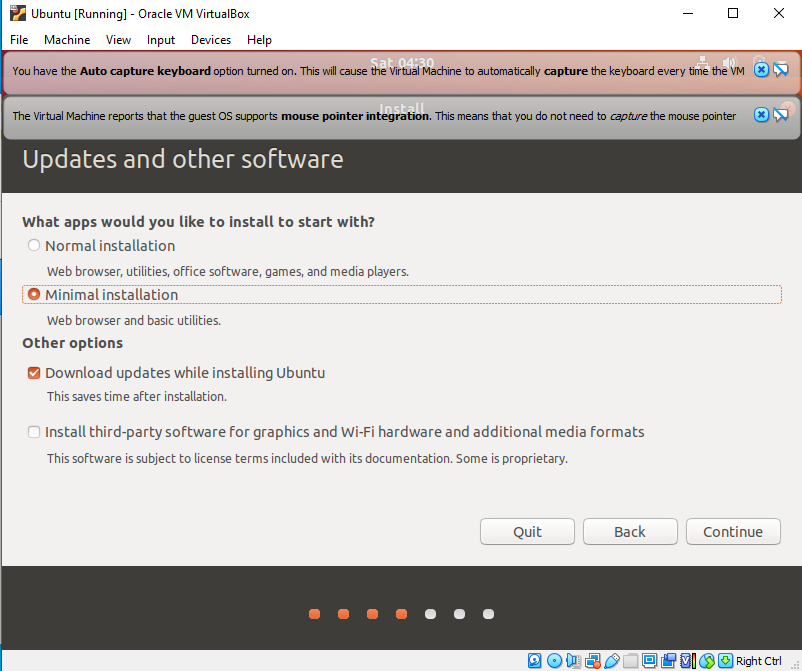 Ubuntu [Running] - Oracle VM VirtualBox
File Machine View Input Devices Help
Sat 04:30
You have the Auto capture keyboard option turned on. This will cause the Virtual Machine to automatically capture the keyboard every time the VM
Install
The Virtual Machine reports that the guest OS supports mouse pointer integration. This means that you do not need to capture the mouse pointer
Updates and other software
What apps would you like to install to start with?
Normal installation
Web browser, utilities, office software, games, and media players.
Minimal installation
Web browser and basic utilities.
Other options
Download updates while installing Ubuntu
This saves time after installation.
Install third-party software for graphics and Wi-Fi hardware and additional media formats
This software is subject to license terms included with its documentation. Some is proprietary.
Quit Back Continue
Right Ctrl